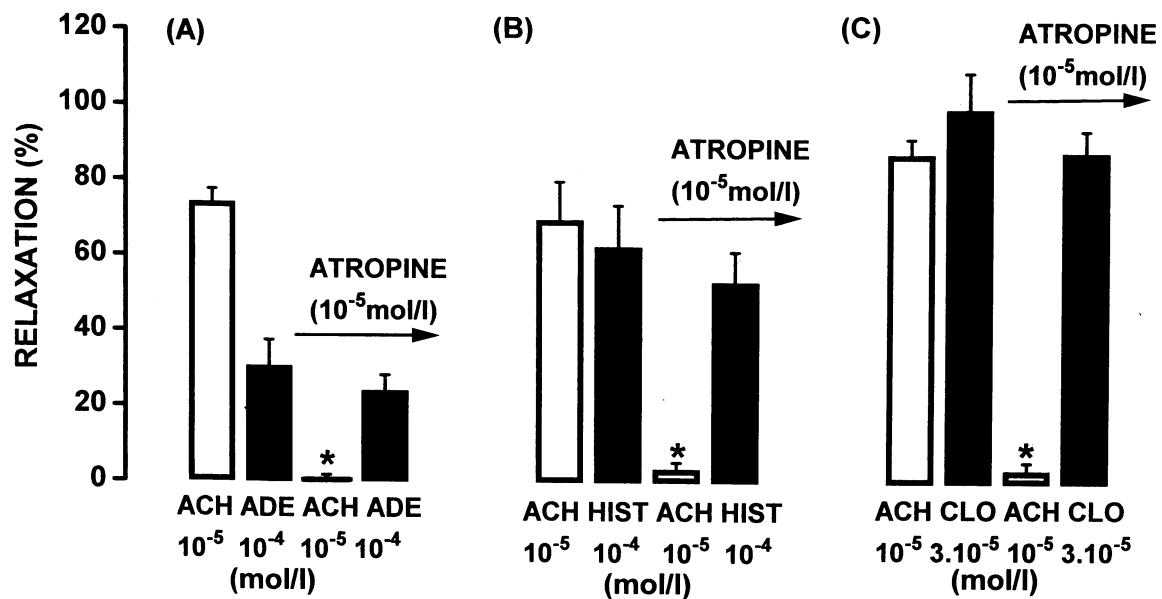 120
100
80
60
40
20
0
RELAXATION (%)
(A)
ATROPINE
(10⁻⁵mol/l)
*
ACH ADE ACH ADE
10⁻⁵ 10⁻⁴ 10⁻⁵ 10⁻⁴
(mol/l)
(B)
ATROPINE
(10⁻⁵mol/l)
*
ACH HIST ACH HIST
10⁻⁵ 10⁻⁴ 10⁻⁵ 10⁻⁴
(mol/l)
(C)
ATROPINE
(10⁻⁵mol/l)
*
ACH CLO ACH CLO
10⁻⁵ 3.10⁻⁵ 10⁻⁵ 3.10⁻⁵
(mol/l)